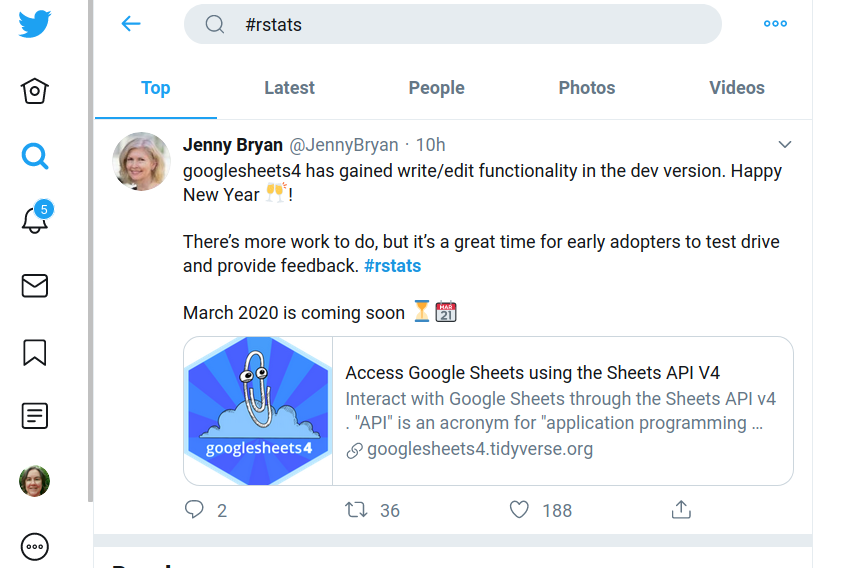 #rstats
Top Latest People Photos Videos
Jenny Bryan @JennyBryan · 10h
googlesheets4 has gained write/edit functionality in the dev version. Happy
New Year 🥂!
There’s more work to do, but it’s a great time for early adopters to test drive
and provide feedback. #rstats
March 2020 is coming soon ⏳📆
MAR
21
Access Google Sheets using the Sheets API V4
Interact with Google Sheets through the Sheets API v4
. "API" is an acronym for "application programming ...
googlesheets4.tidyverse.org
googlesheets4
2 36 188
5